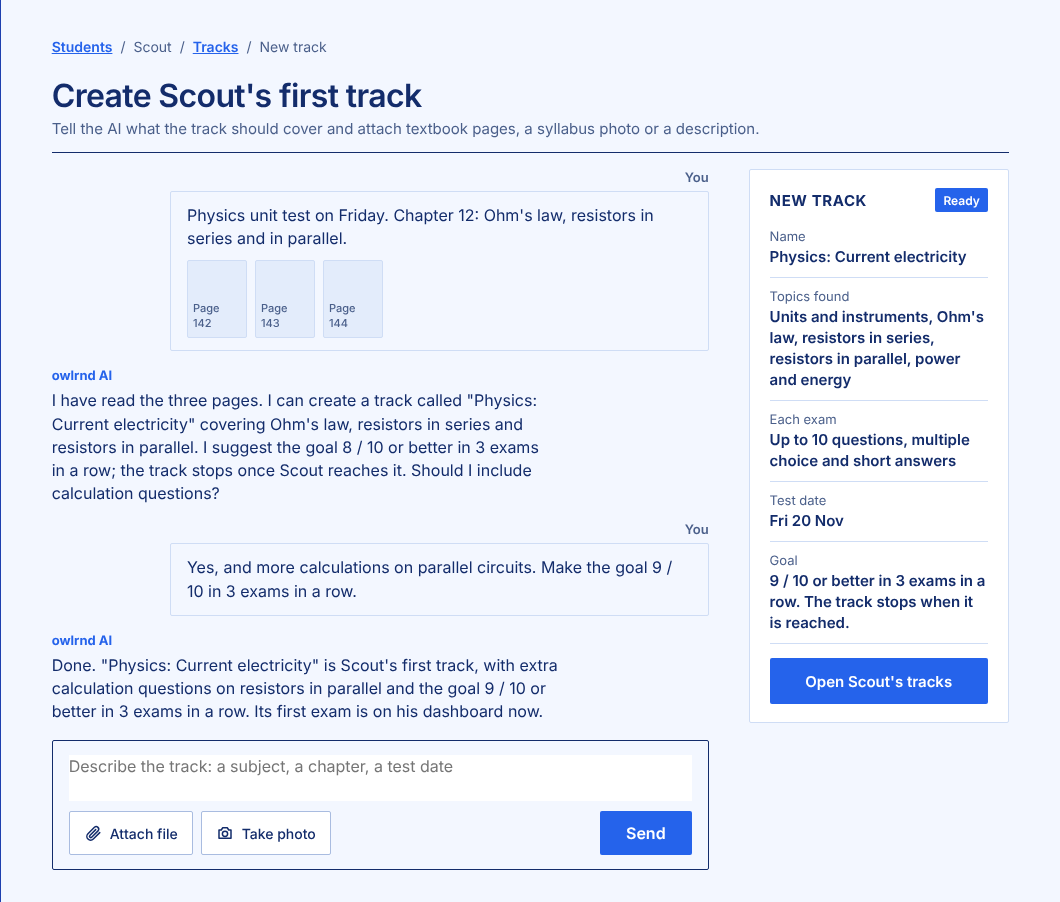 Students / Scout / Tracks / New track
Create Scout's first track
Tell the AI what the track should cover and attach textbook pages, a syllabus photo or a description.
You
Physics unit test on Friday. Chapter 12: Ohm's law, resistors in
series and in parallel.
Page
142
Page
143
Page
144
owlrnd AI
I have read the three pages. I can create a track called "Physics:
Current electricity" covering Ohm's law, resistors in series and
resistors in parallel. I suggest the goal 8 / 10 or better in 3 exams
in a row; the track stops once Scout reaches it. Should I include
calculation questions?
You
Yes, and more calculations on parallel circuits. Make the goal 9 /
10 in 3 exams in a row.
owlrnd AI
Done. "Physics: Current electricity" is Scout's first track, with extra
calculation questions on resistors in parallel and the goal 9 / 10 or
better in 3 exams in a row. Its first exam is on his dashboard now.
Describe the track: a subject, a chapter, a test date
Attach file
Take photo
Send
NEW TRACK
Ready
Name
Physics: Current electricity
Topics found
Units and instruments, Ohm's
law, resistors in series,
resistors in parallel, power
and energy
Each exam
Up to 10 questions, multiple
choice and short answers
Test date
Fri 20 Nov
Goal
9 / 10 or better in 3 exams in a
row. The track stops when it
is reached.
Open Scout's tracks